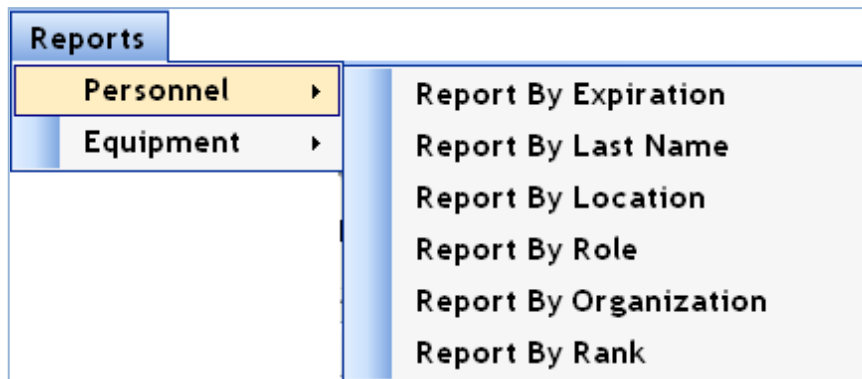 Reports
Personnel
Equipment
Report By Expiration
Report By Last Name
Report By Location
Report By Role
Report By Organization
Report By Rank